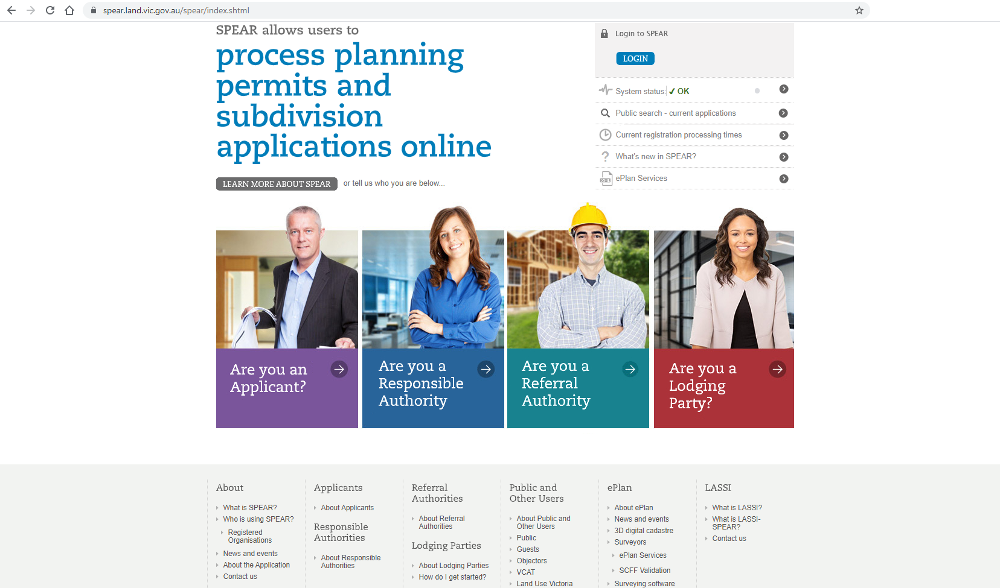 spear.land.vic.gov.au/spear/index.shtml
SPEAR allows users to
process planning
permits and
subdivision
applications online
LEARN MORE ABOUT SPEAR or tell us who you are below...
Login to SPEAR
LOGIN
System status: ✔ OK
Public search - current applications
Current registration processing times
? What's new in SPEAR?
XML ePlan Services
Are you an
Applicant?
Are you a
Responsible
Authority
Are you a
Referral
Authority
Are you a
Lodging
Party?
About
What is SPEAR?
Who is using SPEAR?
Registered
Organisations
News and events
About the Application
Contact us
Applicants
About Applicants
Responsible
Authorities
About Responsible
Authorities
Referral
Authorities
About Referral
Authorities
Lodging Parties
About Lodging Parties
How do I get started?
Public and
Other Users
About Public and
Other Users
Public
Guests
Objectors
VCAT
Land Use Victoria
ePlan
About ePlan
News and events
3D digital cadastre
Surveyors
ePlan Services
SCFF Validation
Surveying software
LASSI
What is LASSI?
What is LASSI-
SPEAR?
Contact us